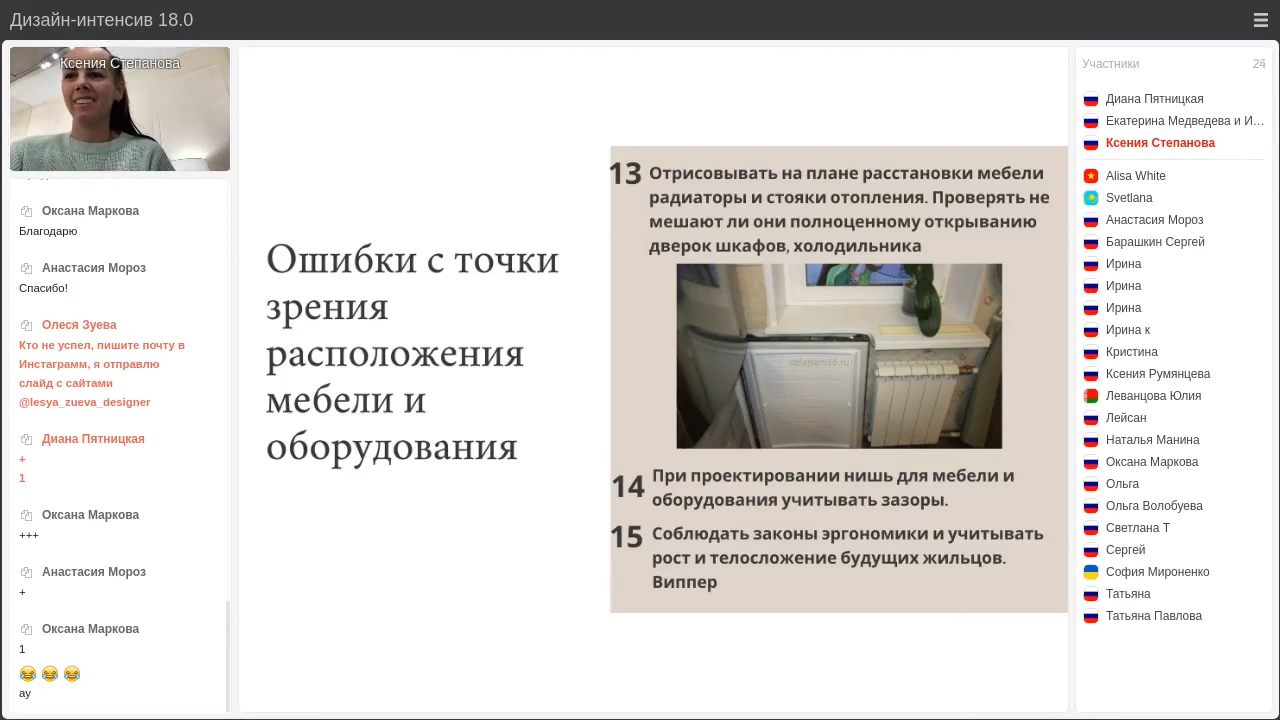 Дизайн-интенсив 18.0
Ксения Степанова
Оксана Маркова
Благодарю
Анастасия Мороз
Спасибо!
Олеся Зуева
Кто не успел, пишите почту в
Инстаграмм, я отправлю
слайд с сайтами
@lesya_zueva_designer
Диана Пятницкая
+
1
Оксана Маркова
+++
Анастасия Мороз
+
Оксана Маркова
1
😂 😂 😂
ау
Ошибки с точки
зрения
расположения
мебели и
оборудования
13 Отрисовывать на плане расстановки мебели
радиаторы и стояки отопления. Проверять не
мешают ли они полноценному открыванию
дверок шкафов, холодильника
delajsam16.ru
14 При проектировании нишь для мебели и
оборудования учитывать зазоры.
15 Соблюдать законы эргономики и учитывать
рост и телосложение будущих жильцов.
Виппер
Участники
Диана Пятницкая
Екатерина Медведева и И...
Ксения Степанова
Alisa White
Svetlana
Анастасия Мороз
Барашкин Сергей
Ирина
Ирина
Ирина
Ирина к
Кристина
Ксения Румянцева
Леванцова Юлия
Лейсан
Наталья Манина
Оксана Маркова
Ольга
Ольга Волобуева
Светлана Т
Сергей
София Мироненко
Татьяна
Татьяна Павлова